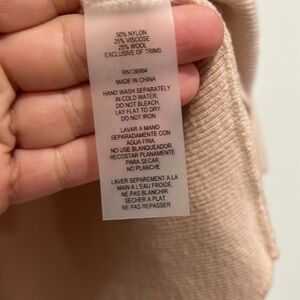 50% NYLON
25% VISCOSE
25% WOOL
EXCLUSIVE OF TRIMS
RN136994
MADE IN CHINA
HAND WASH SEPARATELY
IN COLD WATER.
DO NOT BLEACH.
LAY FLAT TO DRY.
DO NOT IRON
LAVAR A MANO
SEPARADAMENTE CON
AGUA FRIA.
NO USE BLANQUEADOR.
RECOSTAR PLANAMENTE
PARA SECAR.
NO PLANCHE
LAVER SEPAREMENT A LA
MAIN A L'EAU FROIDE.
NE PAS BLANCHIR.
SECHER A PLAT.
NE PAS REPASSER